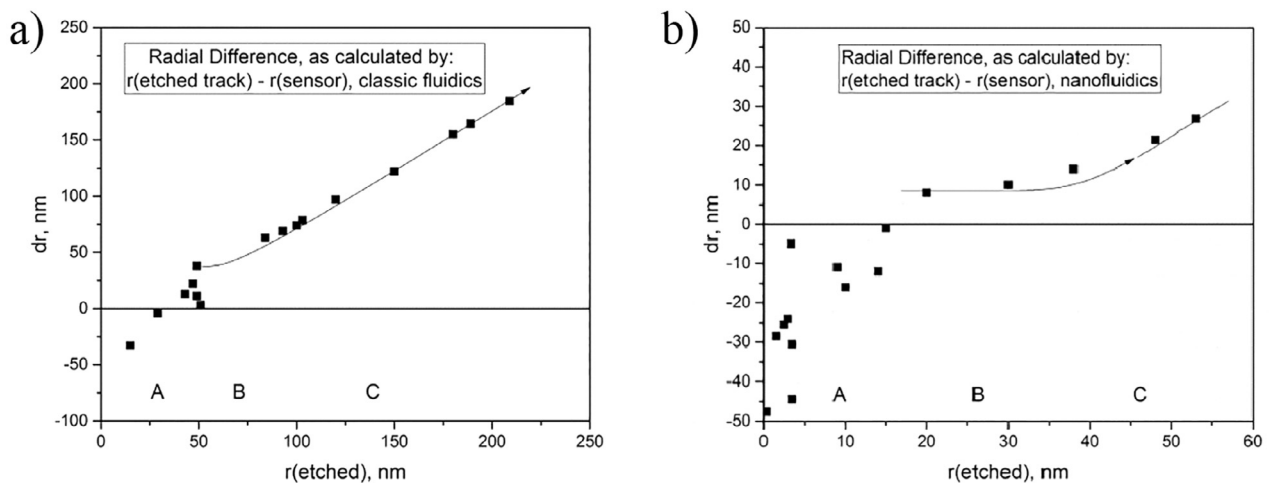 a)
250
200
150
100
50
0
-50
-100
dr, nm
Radial Difference, as calculated by:
r(etched track) - r(sensor), classic fluidics
A B C
0 50 100 150 200 250
r(etched), nm
b)
50
40
30
20
10
0
-10
-20
-30
-40
-50
dr, nm
Radial Difference, as calculated by:
r(etched track) - r(sensor), nanofluidics
A B C
0 10 20 30 40 50 60
r(etched), nm